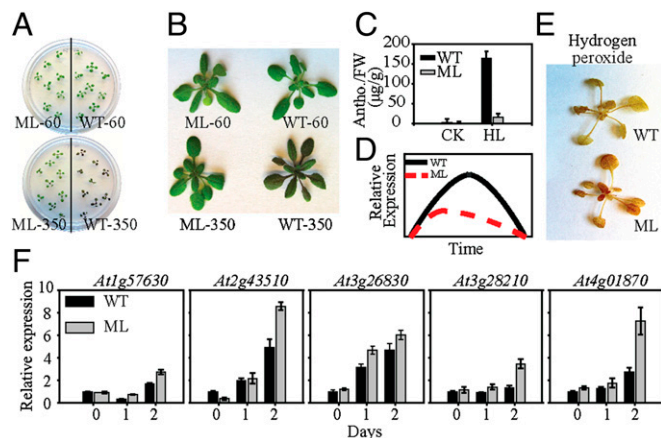 A
ML-60 WT-60
ML-350 WT-350
B
ML-60 WT-60
ML-350 WT-350
C
Antho./FW
(µg/g)
200
150
100
50
0
WT
ML
CK HL
D
Relative
Expression
WT
ML
Time
E
Hydrogen
peroxide
WT
ML
F
At1g57630 At2g43510 At3g26830 At3g28210 At4g01870
Relative expression
10
8
6
4
2
0
WT
ML
0 1 2 0 1 2 0 1 2 0 1 2 0 1 2
Days